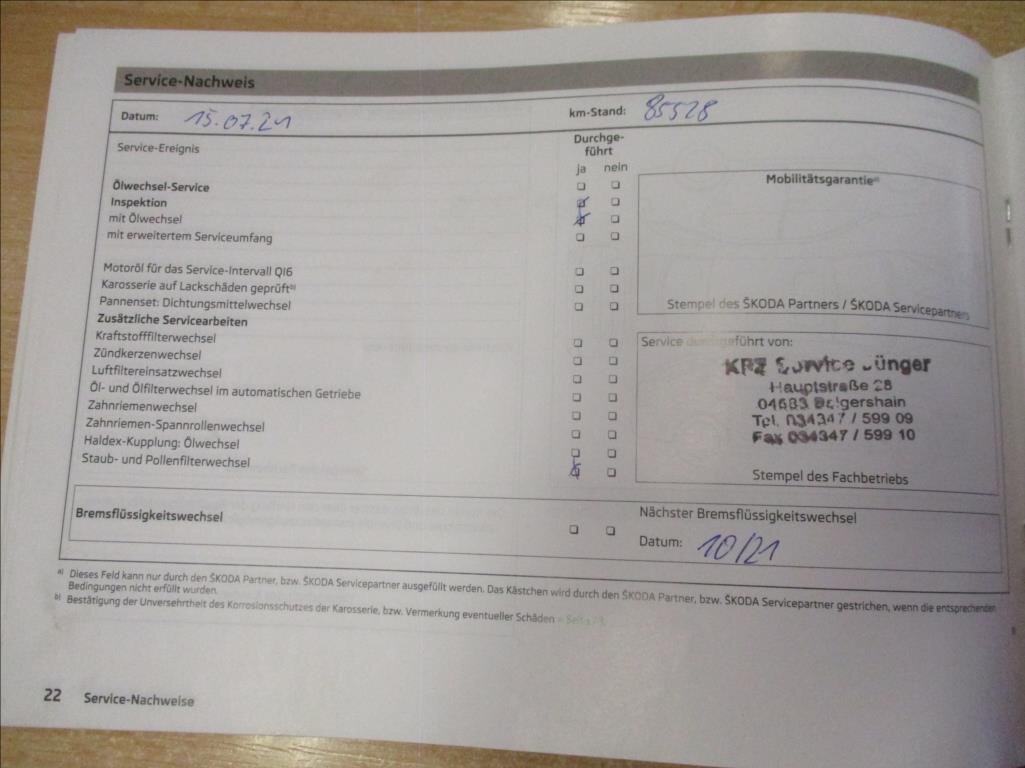 Service-Nachweis
Datum: 15.07.21
km-Stand: 85528
Service-Ereignis
Durchge-
führt
ja nein
Ölwechsel-Service
Inspektion
mit Ölwechsel
mit erweitertem Serviceumfang
Motoröl für das Service-Intervall QI6
Karosserie auf Lackschäden geprüft b)
Pannenset: Dichtungsmittelwechsel
Zusätzliche Servicearbeiten
Kraftstofffilterwechsel
Zündkerzenwechsel
Luftfiltereinsatzwechsel
Öl- und Ölfilterwechsel im automatischen Getriebe
Zahnriemenwechsel
Zahnriemen-Spannrollenwechsel
Haldex-Kupplung: Ölwechsel
Staub- und Pollenfilterwechsel
Mobilitätsgarantie a)
Stempel des ŠKODA Partners / ŠKODA Servicepartners
Service durchgeführt von:
KFZ Service Jünger
Hauptstraße 28
04683 Belgershain
Tel. 034347 / 599 09
Fax 034347 / 599 10
Stempel des Fachbetriebs
Bremsflüssigkeitswechsel
Nächster Bremsflüssigkeitswechsel
Datum: 10/21
a) Dieses Feld kann nur durch den ŠKODA Partner, bzw. ŠKODA Servicepartner ausgefüllt werden. Das Kästchen wird durch den ŠKODA Partner, bzw. ŠKODA Servicepartner gestrichen, wenn die entsprechenden
Bedingungen nicht erfüllt wurden.
b) Bestätigung der Unversehrtheit des Korrosionsschutzes der Karosserie, bzw. Vermerkung eventueller Schäden
22 Service-Nachweise